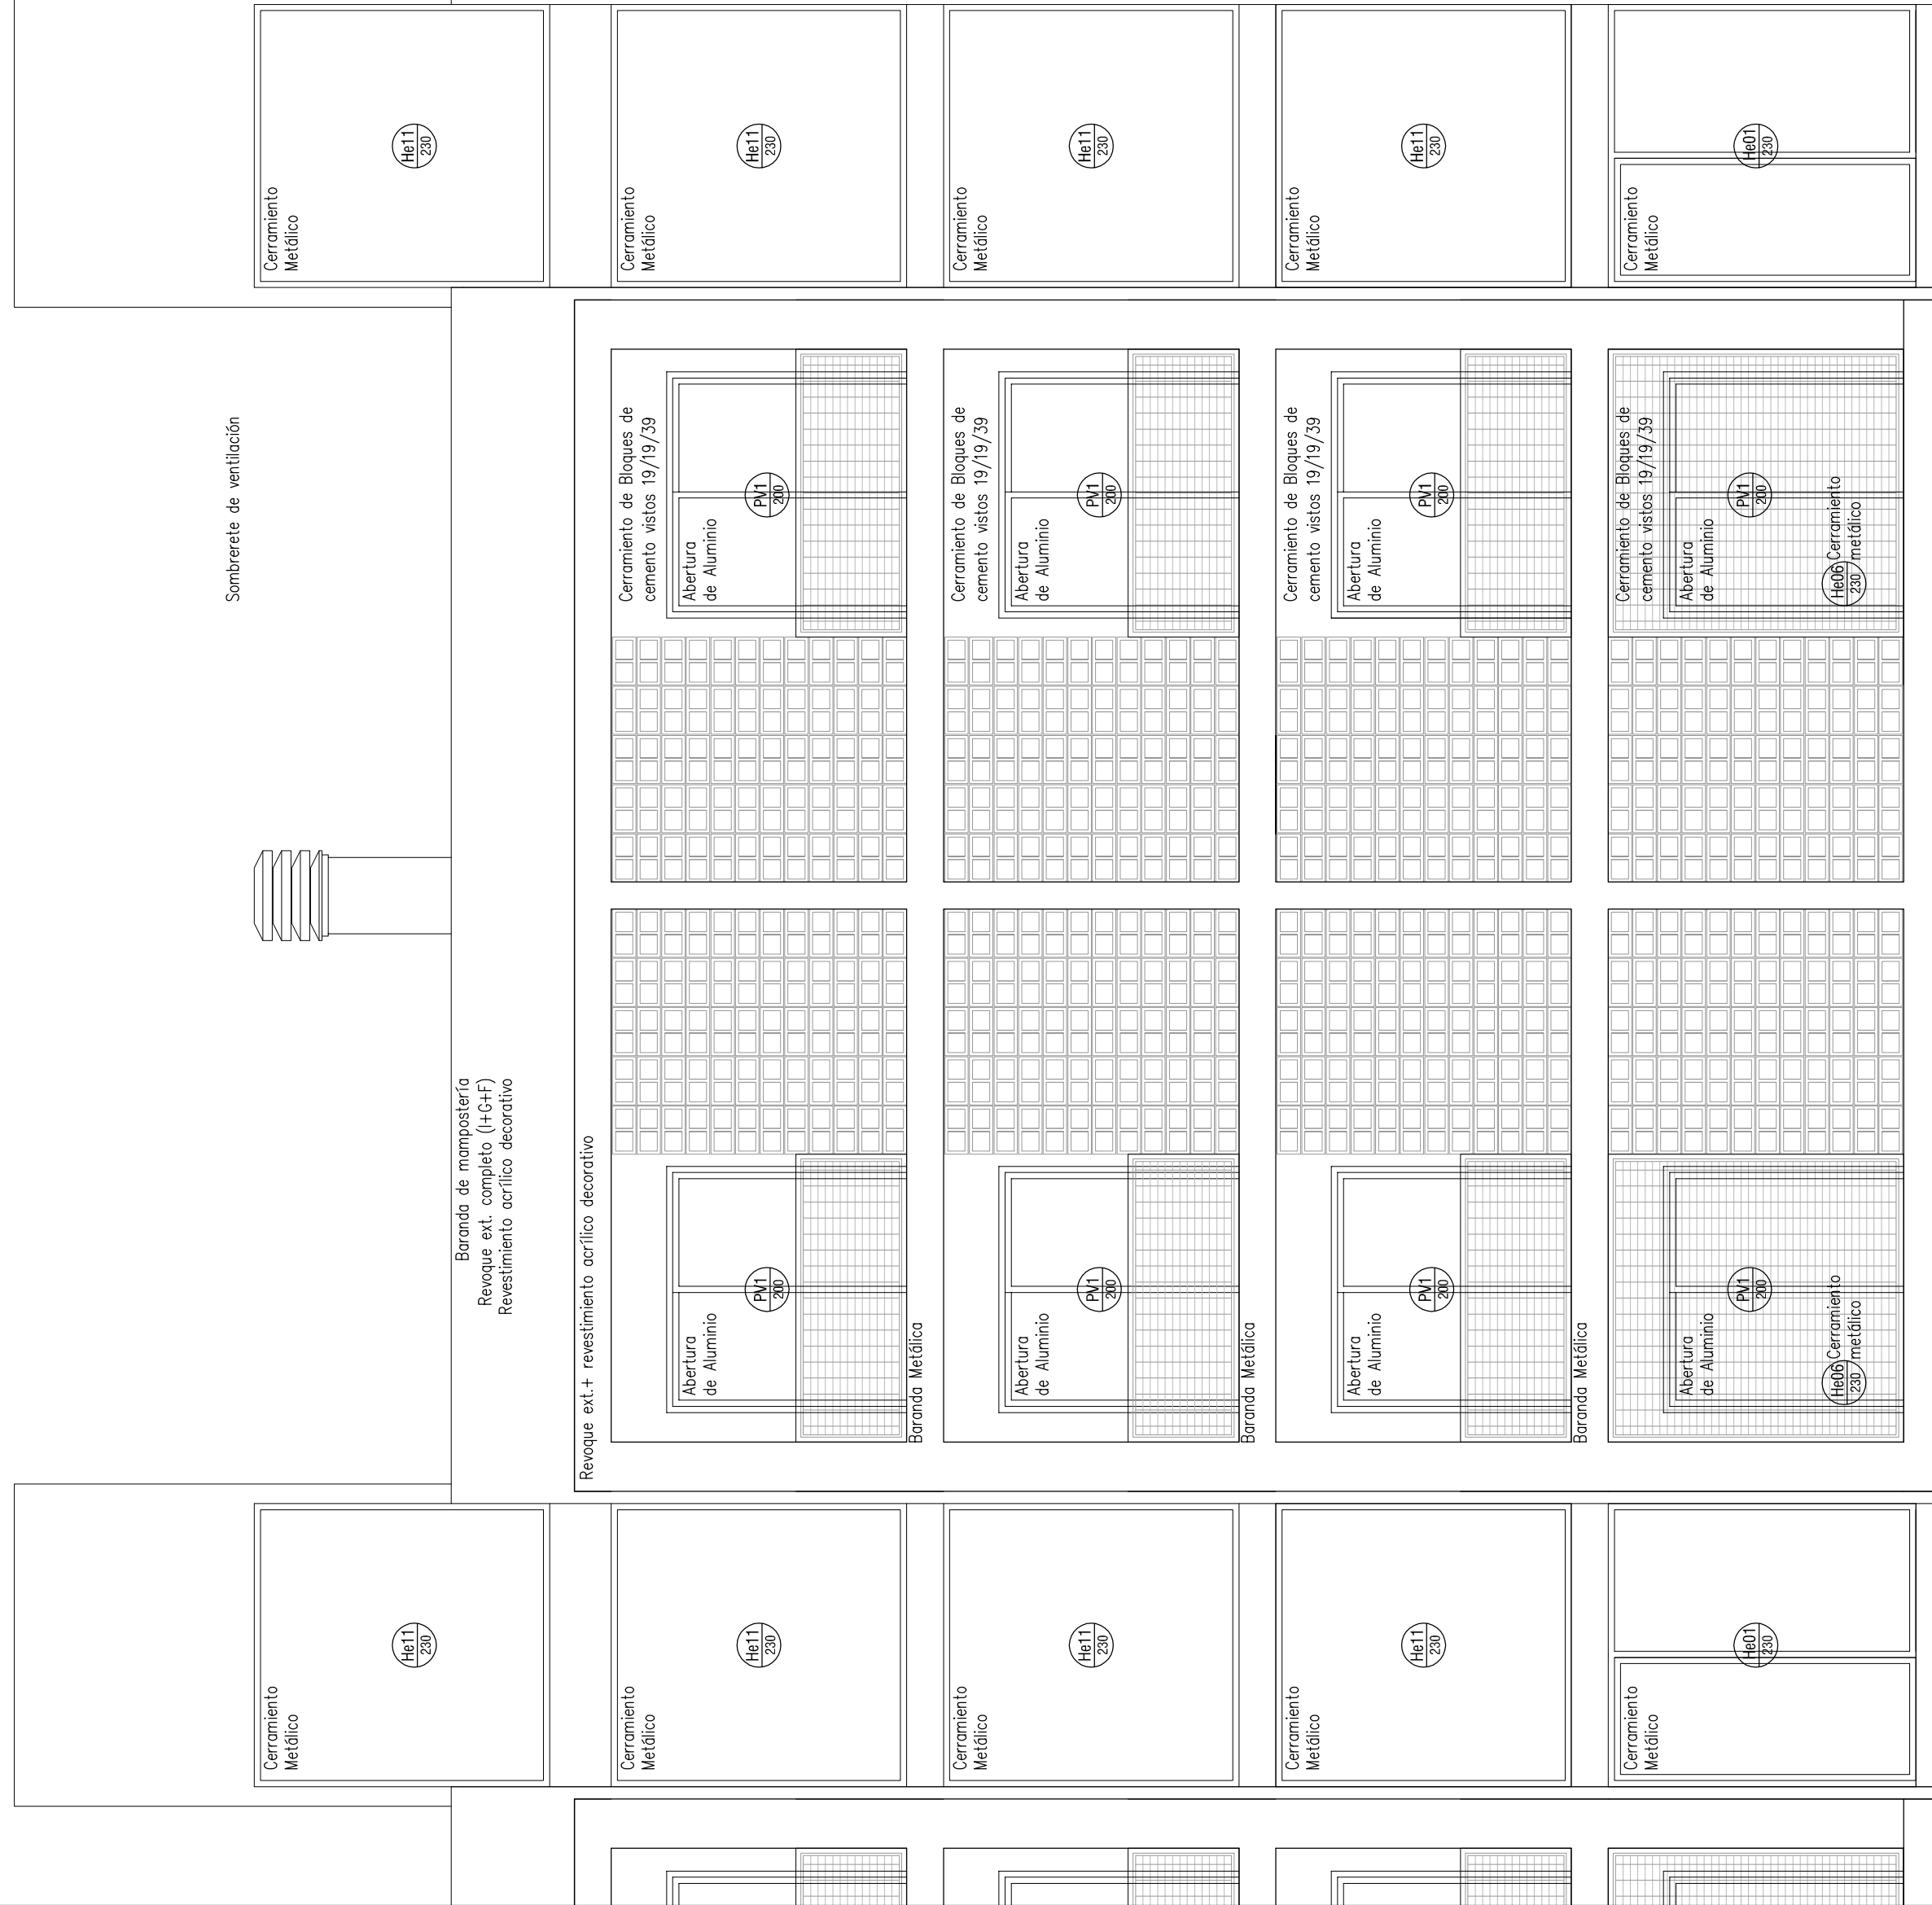 Sombrerete de ventilación
Cerramiento
Metálico
He11
230
Cerramiento
Metálico
He11
230
Baranda de mampostería
Revoque ext. completo (I+G+F)
Revestimiento acrílico decorativo
Revoque ext.+ revestimiento acrílico decorativo
Cerramiento
Metálico
He11
230
Abertura
de Aluminio
PV1
200
Baranda Metálica
Cerramiento de Bloques de
cemento vistos 19/19/39
Abertura
de Aluminio
PV1
200
Cerramiento
Metálico
He11
230
Cerramiento
Metálico
He11
230
Abertura
de Aluminio
PV1
200
Baranda Metálica
Cerramiento de Bloques de
cemento vistos 19/19/39
Abertura
de Aluminio
PV1
200
Cerramiento
Metálico
He11
230
Cerramiento
Metálico
He11
230
Abertura
de Aluminio
PV1
200
Baranda Metálica
Cerramiento de Bloques de
cemento vistos 19/19/39
Abertura
de Aluminio
PV1
200
Cerramiento
Metálico
He11
230
Cerramiento
Metálico
He01
230
Abertura
de Aluminio
PV1
200
He06 Cerramiento
230 metálico
Cerramiento de Bloques de
cemento vistos 19/19/39
Abertura
de Aluminio
PV1
200
He06 Cerramiento
230 metálico
Cerramiento
Metálico
He01
230